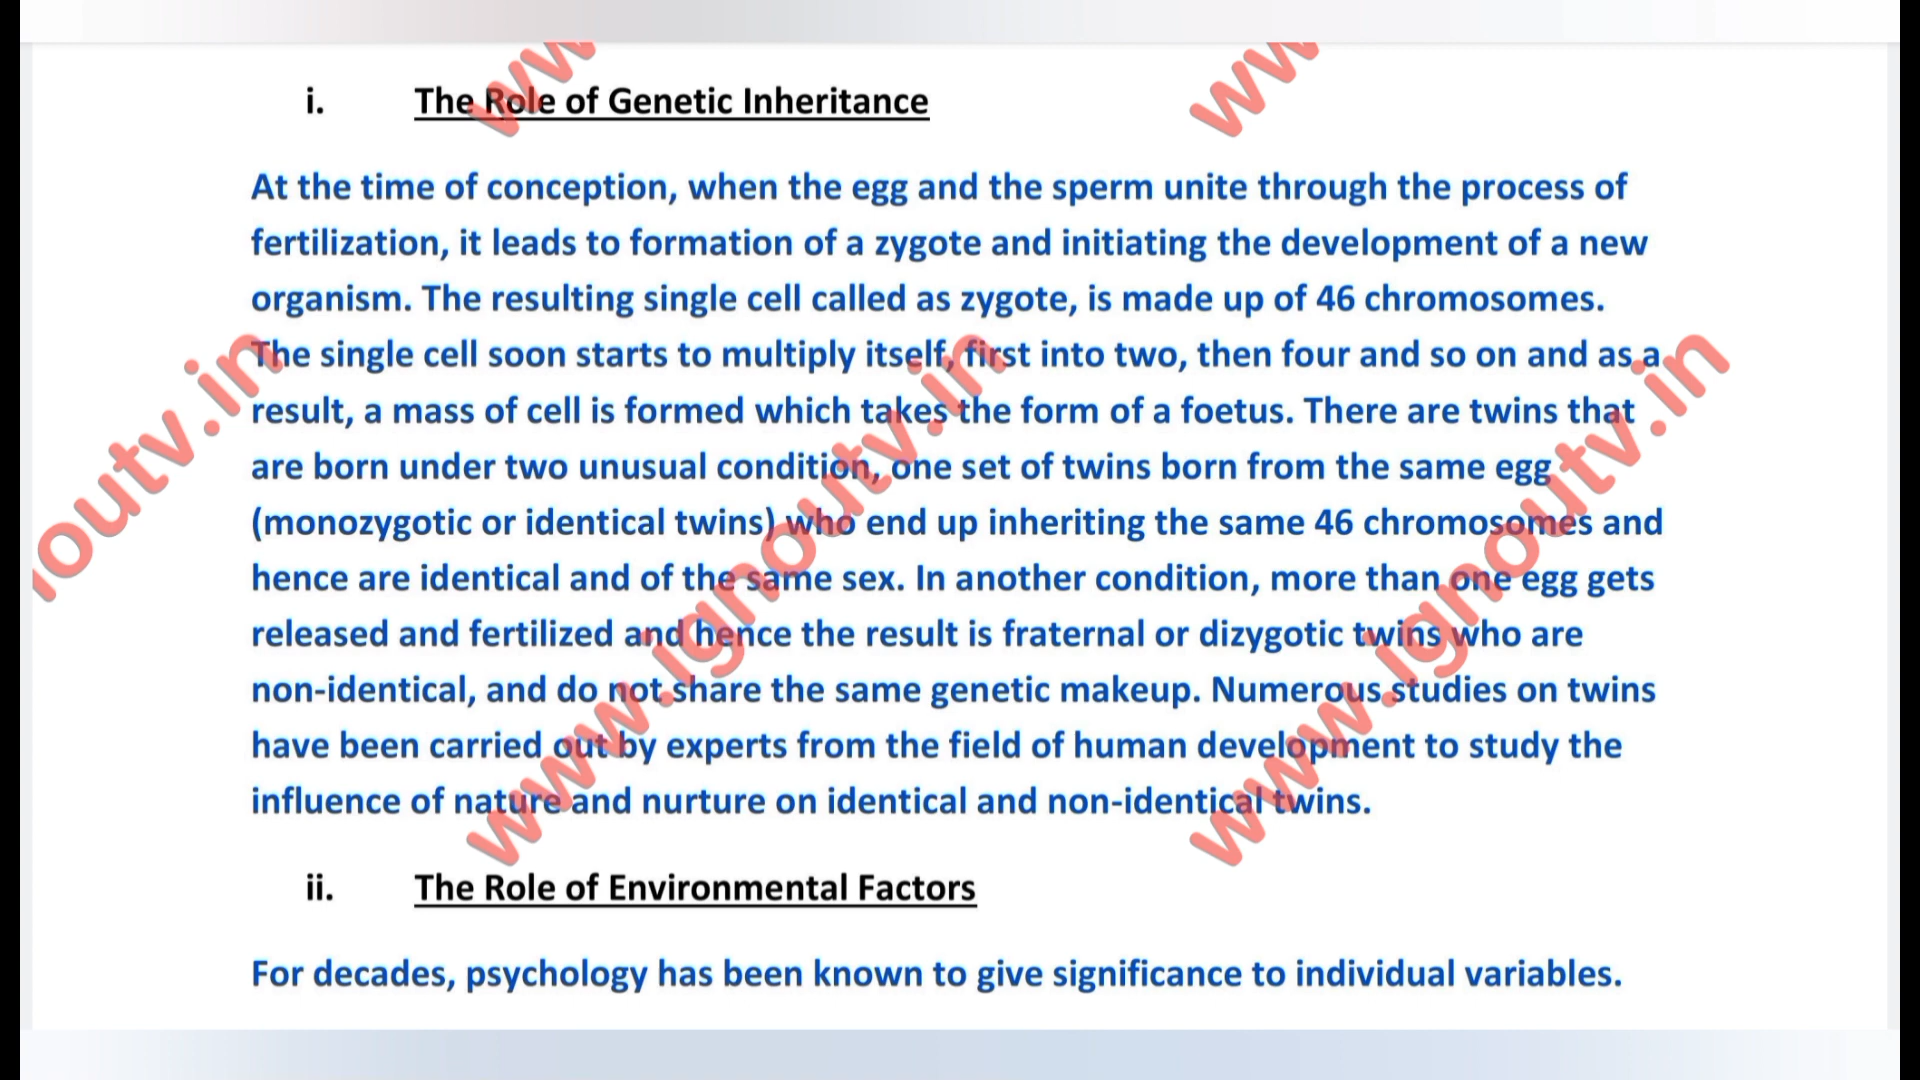 i. The Role of Genetic Inheritance
At the time of conception, when the egg and the sperm unite through the process of
fertilization, it leads to formation of a zygote and initiating the development of a new
organism. The resulting single cell called as zygote, is made up of 46 chromosomes.
The single cell soon starts to multiply itself, first into two, then four and so on and as a
result, a mass of cell is formed which takes the form of a foetus. There are twins that
are born under two unusual condition, one set of twins born from the same egg
(monozygotic or identical twins) who end up inheriting the same 46 chromosomes and
hence are identical and of the same sex. In another condition, more than one egg gets
released and fertilized and hence the result is fraternal or dizygotic twins who are
non-identical, and do not share the same genetic makeup. Numerous studies on twins
have been carried out by experts from the field of human development to study the
influence of nature and nurture on identical and non-identical twins.
ii. The Role of Environmental Factors
For decades, psychology has been known to give significance to individual variables.
www.ignoutv.in
www.ignoutv.in
outv.in
ww
ww